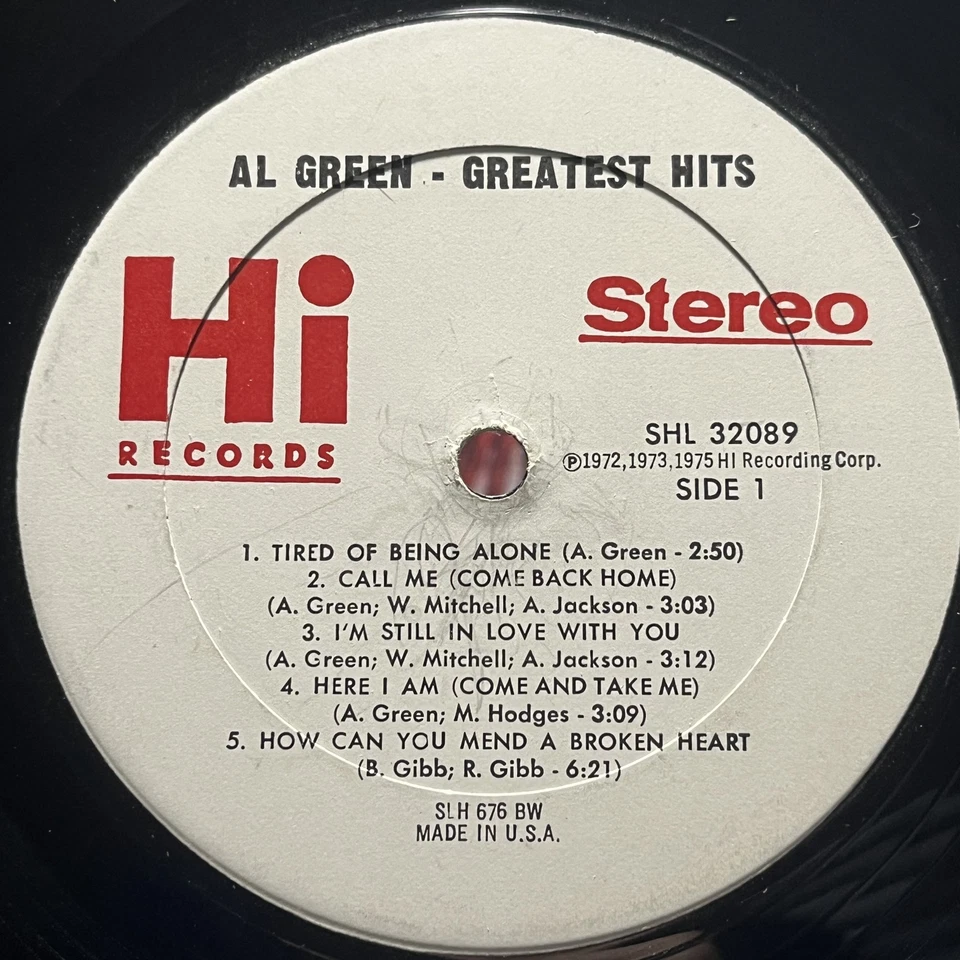 AL GREEN - GREATEST HITS
Hi
RECORDS
Stereo
SHL 32089
Ⓟ1972,1973,1975 HI Recording Corp.
SIDE 1
1. TIRED OF BEING ALONE (A. Green - 2:50)
2. CALL ME (COME BACK HOME)
(A. Green; W. Mitchell; A. Jackson - 3:03)
3. I'M STILL IN LOVE WITH YOU
(A. Green; W. Mitchell; A. Jackson - 3:12)
4. HERE I AM (COME AND TAKE ME)
(A. Green; M. Hodges - 3:09)
5. HOW CAN YOU MEND A BROKEN HEART
(B. Gibb; R. Gibb - 6:21)
SLH 676 BW
MADE IN U.S.A.